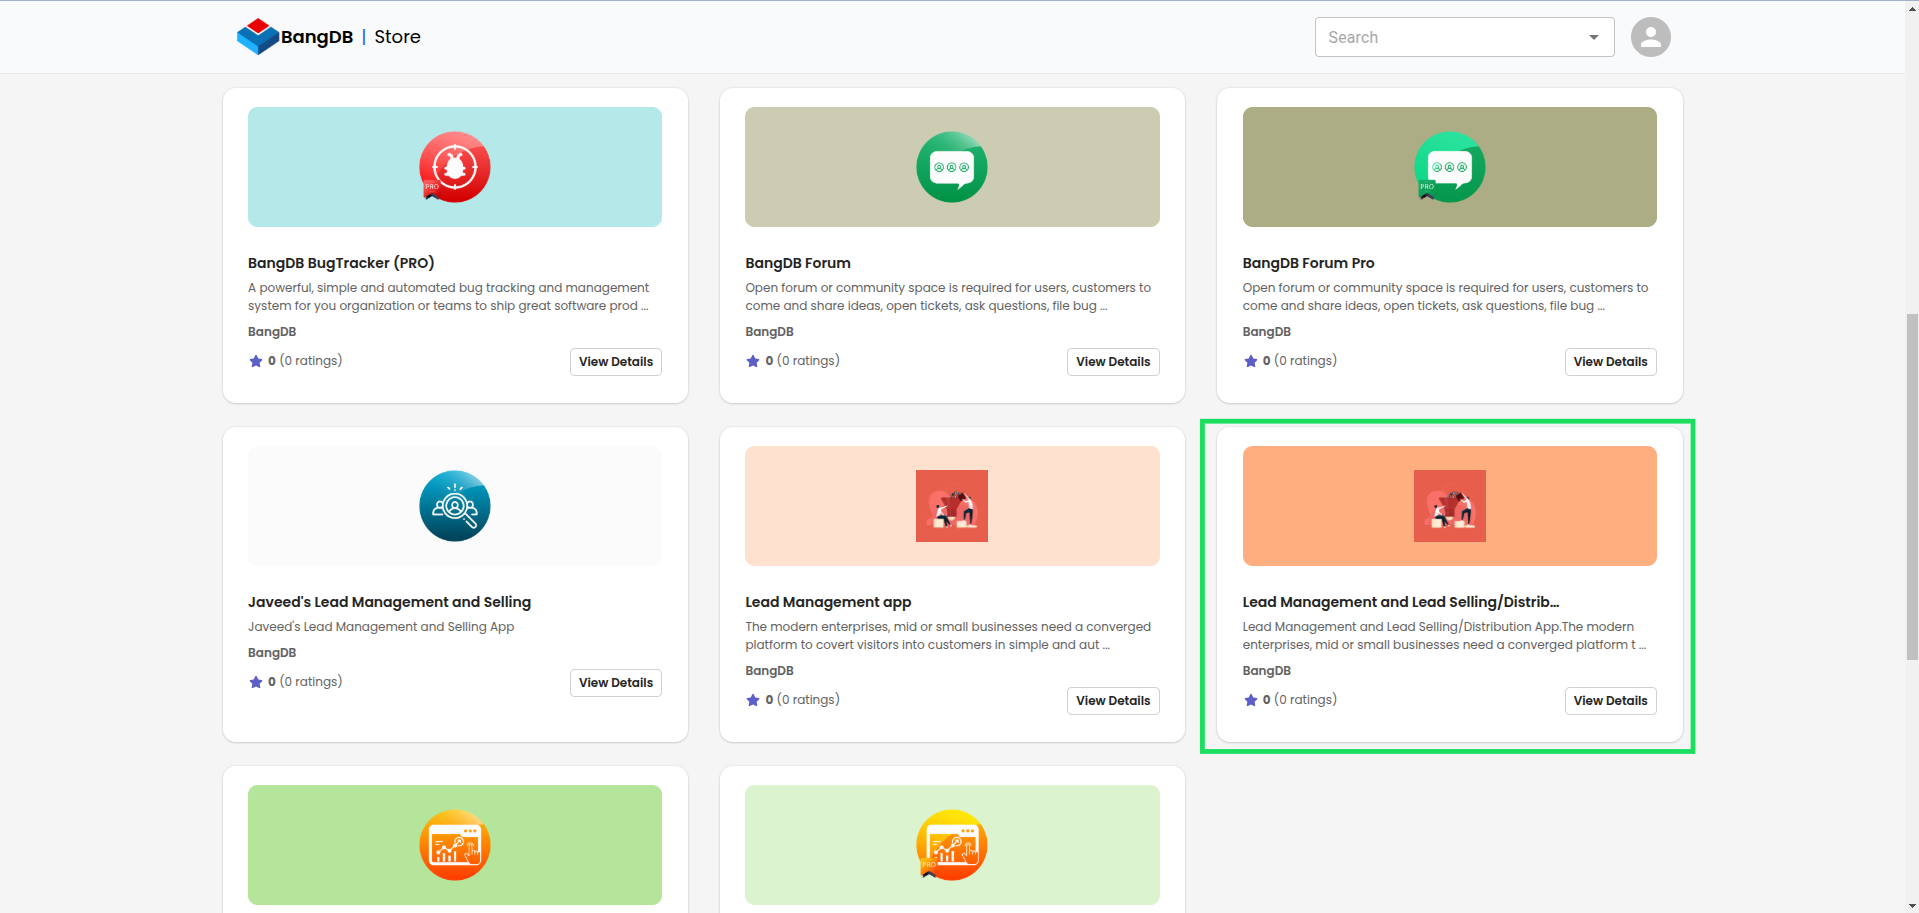 BangDB | Store
Search
PRO
PRO
BangDB BugTracker (PRO)
A powerful, simple and automated bug tracking and management
system for you organization or teams to ship great software prod ...
BangDB
0 (0 ratings)
View Details
BangDB Forum
Open forum or community space is required for users, customers to
come and share ideas, open tickets, ask questions, file bug ...
BangDB
0 (0 ratings)
View Details
BangDB Forum Pro
Open forum or community space is required for users, customers to
come and share ideas, open tickets, ask questions, file bug ...
BangDB
0 (0 ratings)
View Details
Javeed's Lead Management and Selling
Javeed's Lead Management and Selling App
BangDB
0 (0 ratings)
View Details
Lead Management app
The modern enterprises, mid or small businesses need a converged
platform to covert visitors into customers in simple and aut ...
BangDB
0 (0 ratings)
View Details
Lead Management and Lead Selling/Distrib...
Lead Management and Lead Selling/Distribution App.The modern
enterprises, mid or small businesses need a converged platform t ...
BangDB
0 (0 ratings)
View Details
PRO